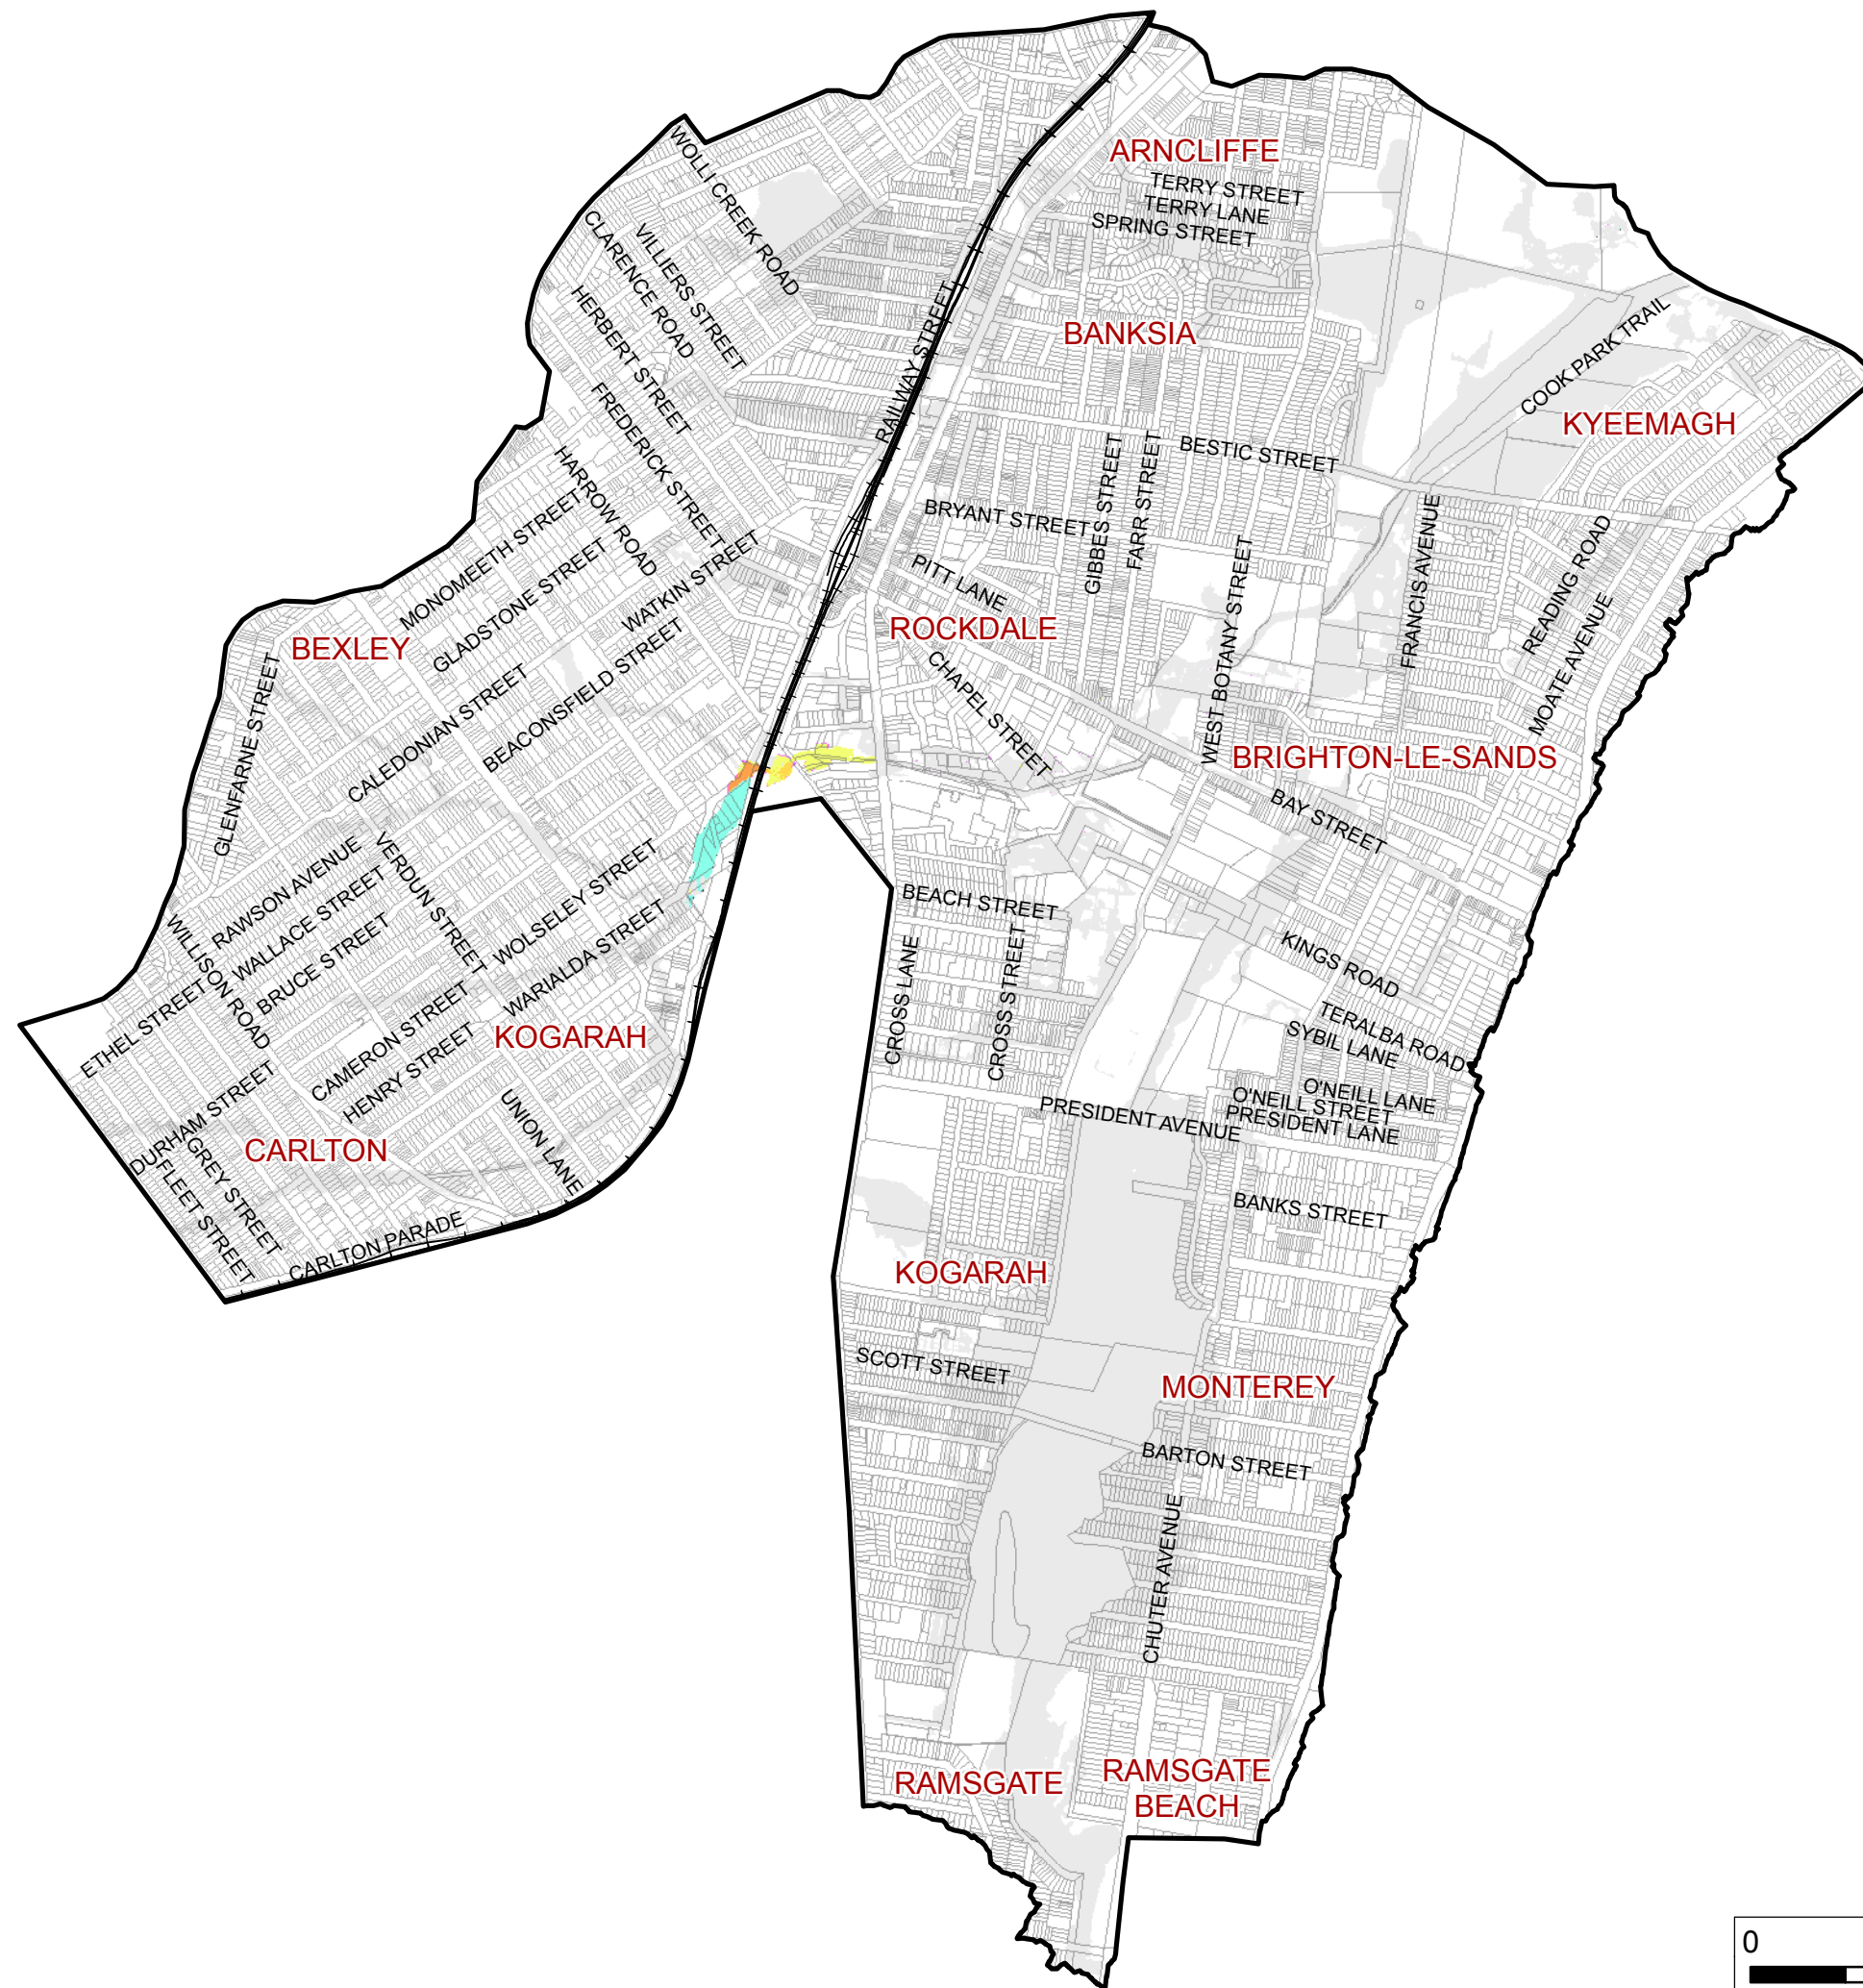 ARNCLIFFE
WOLLI CREEK ROAD
TERRY STREET
TERRY LANE
SPRING STREET
CLARENCE ROAD
VILLIERS STREET
HERBERT STREET
RAILWAY STREET
BANKSIA
COOK PARK TRAIL
KYEEMAGH
FREDERICK STREET
HARROW ROAD
BESTIC STREET
GIBBES STREET
FARR STREET
BRYANT STREET
MONOMEETH STREET
GLADSTONE STREET
WATKIN STREET
PITT LANE
WEST BOTANY STREET
FRANCIS AVENUE
READING ROAD
MOATE AVENUE
BEXLEY
ROCKDALE
GLENFARNE STREET
CALEDONIAN STREET
BEACONSFIELD STREET
CHAPEL STREET
BRIGHTON-LE-SANDS
BAY STREET
RAWSON AVENUE
VERDUN STREET
WALLACE STREET
WOLSELEY STREET
BEACH STREET
WILLISON ROAD
BRUCE STREET
WARIALDA STREET
CROSS LANE
CROSS STREET
KINGS ROAD
ETHEL STREET
CAMERON STREET
KOGARAH
TERALBA ROAD
SYBIL LANE
HENRY STREET
O'NEILL LANE
O'NEILL STREET
PRESIDENT LANE
PRESIDENT AVENUE
DURHAM STREET
GREY STREET
FLEET STREET
CARLTON
UNION LANE
BANKS STREET
CARLTON PARADE
KOGARAH
SCOTT STREET
MONTEREY
BARTON STREET
CHUTER AVENUE
RAMSGATE
RAMSGATE
BEACH
0